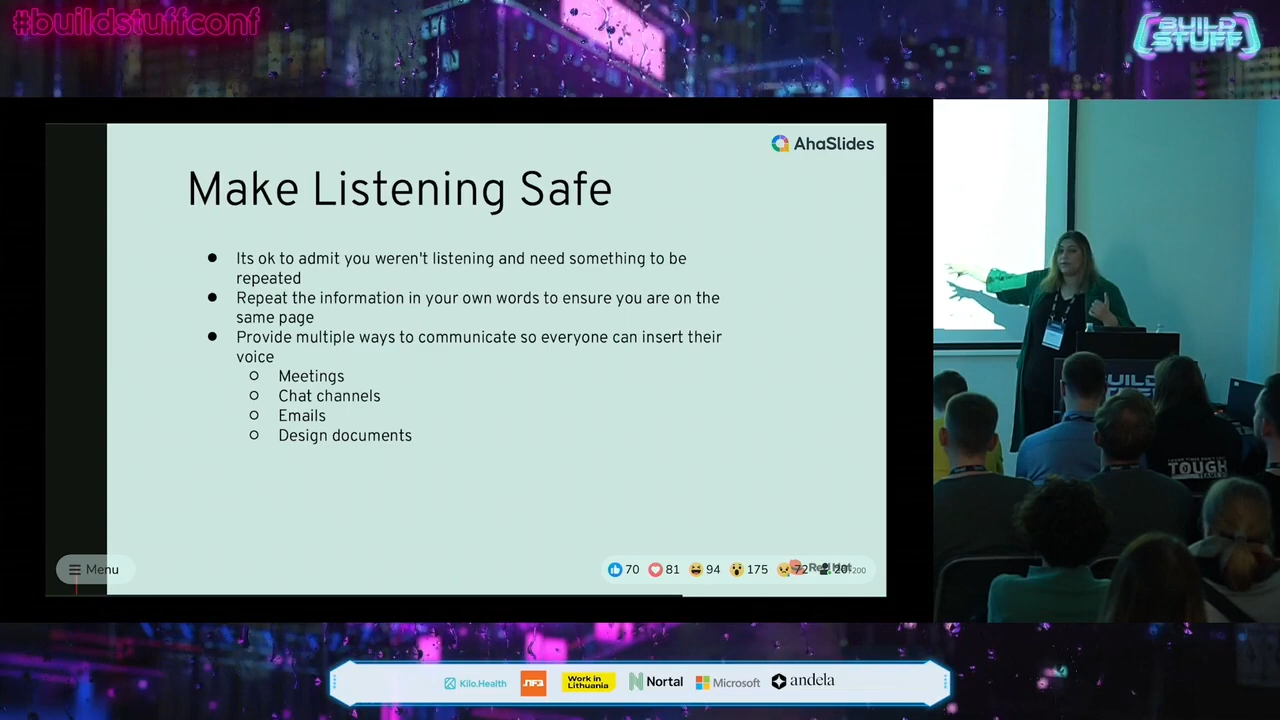 #buildstuffconf
BUILD
STUFF
AhaSlides
Make Listening Safe
● Its ok to admit you weren't listening and need something to be
repeated
● Repeat the information in your own words to ensure you are on the
same page
● Provide multiple ways to communicate so everyone can insert their
voice
○ Meetings
○ Chat channels
○ Emails
○ Design documents
Menu
70 81 94 175 72
TOUGH
Kilo.Health NFQ Work in Lithuania Nortal Microsoft andela